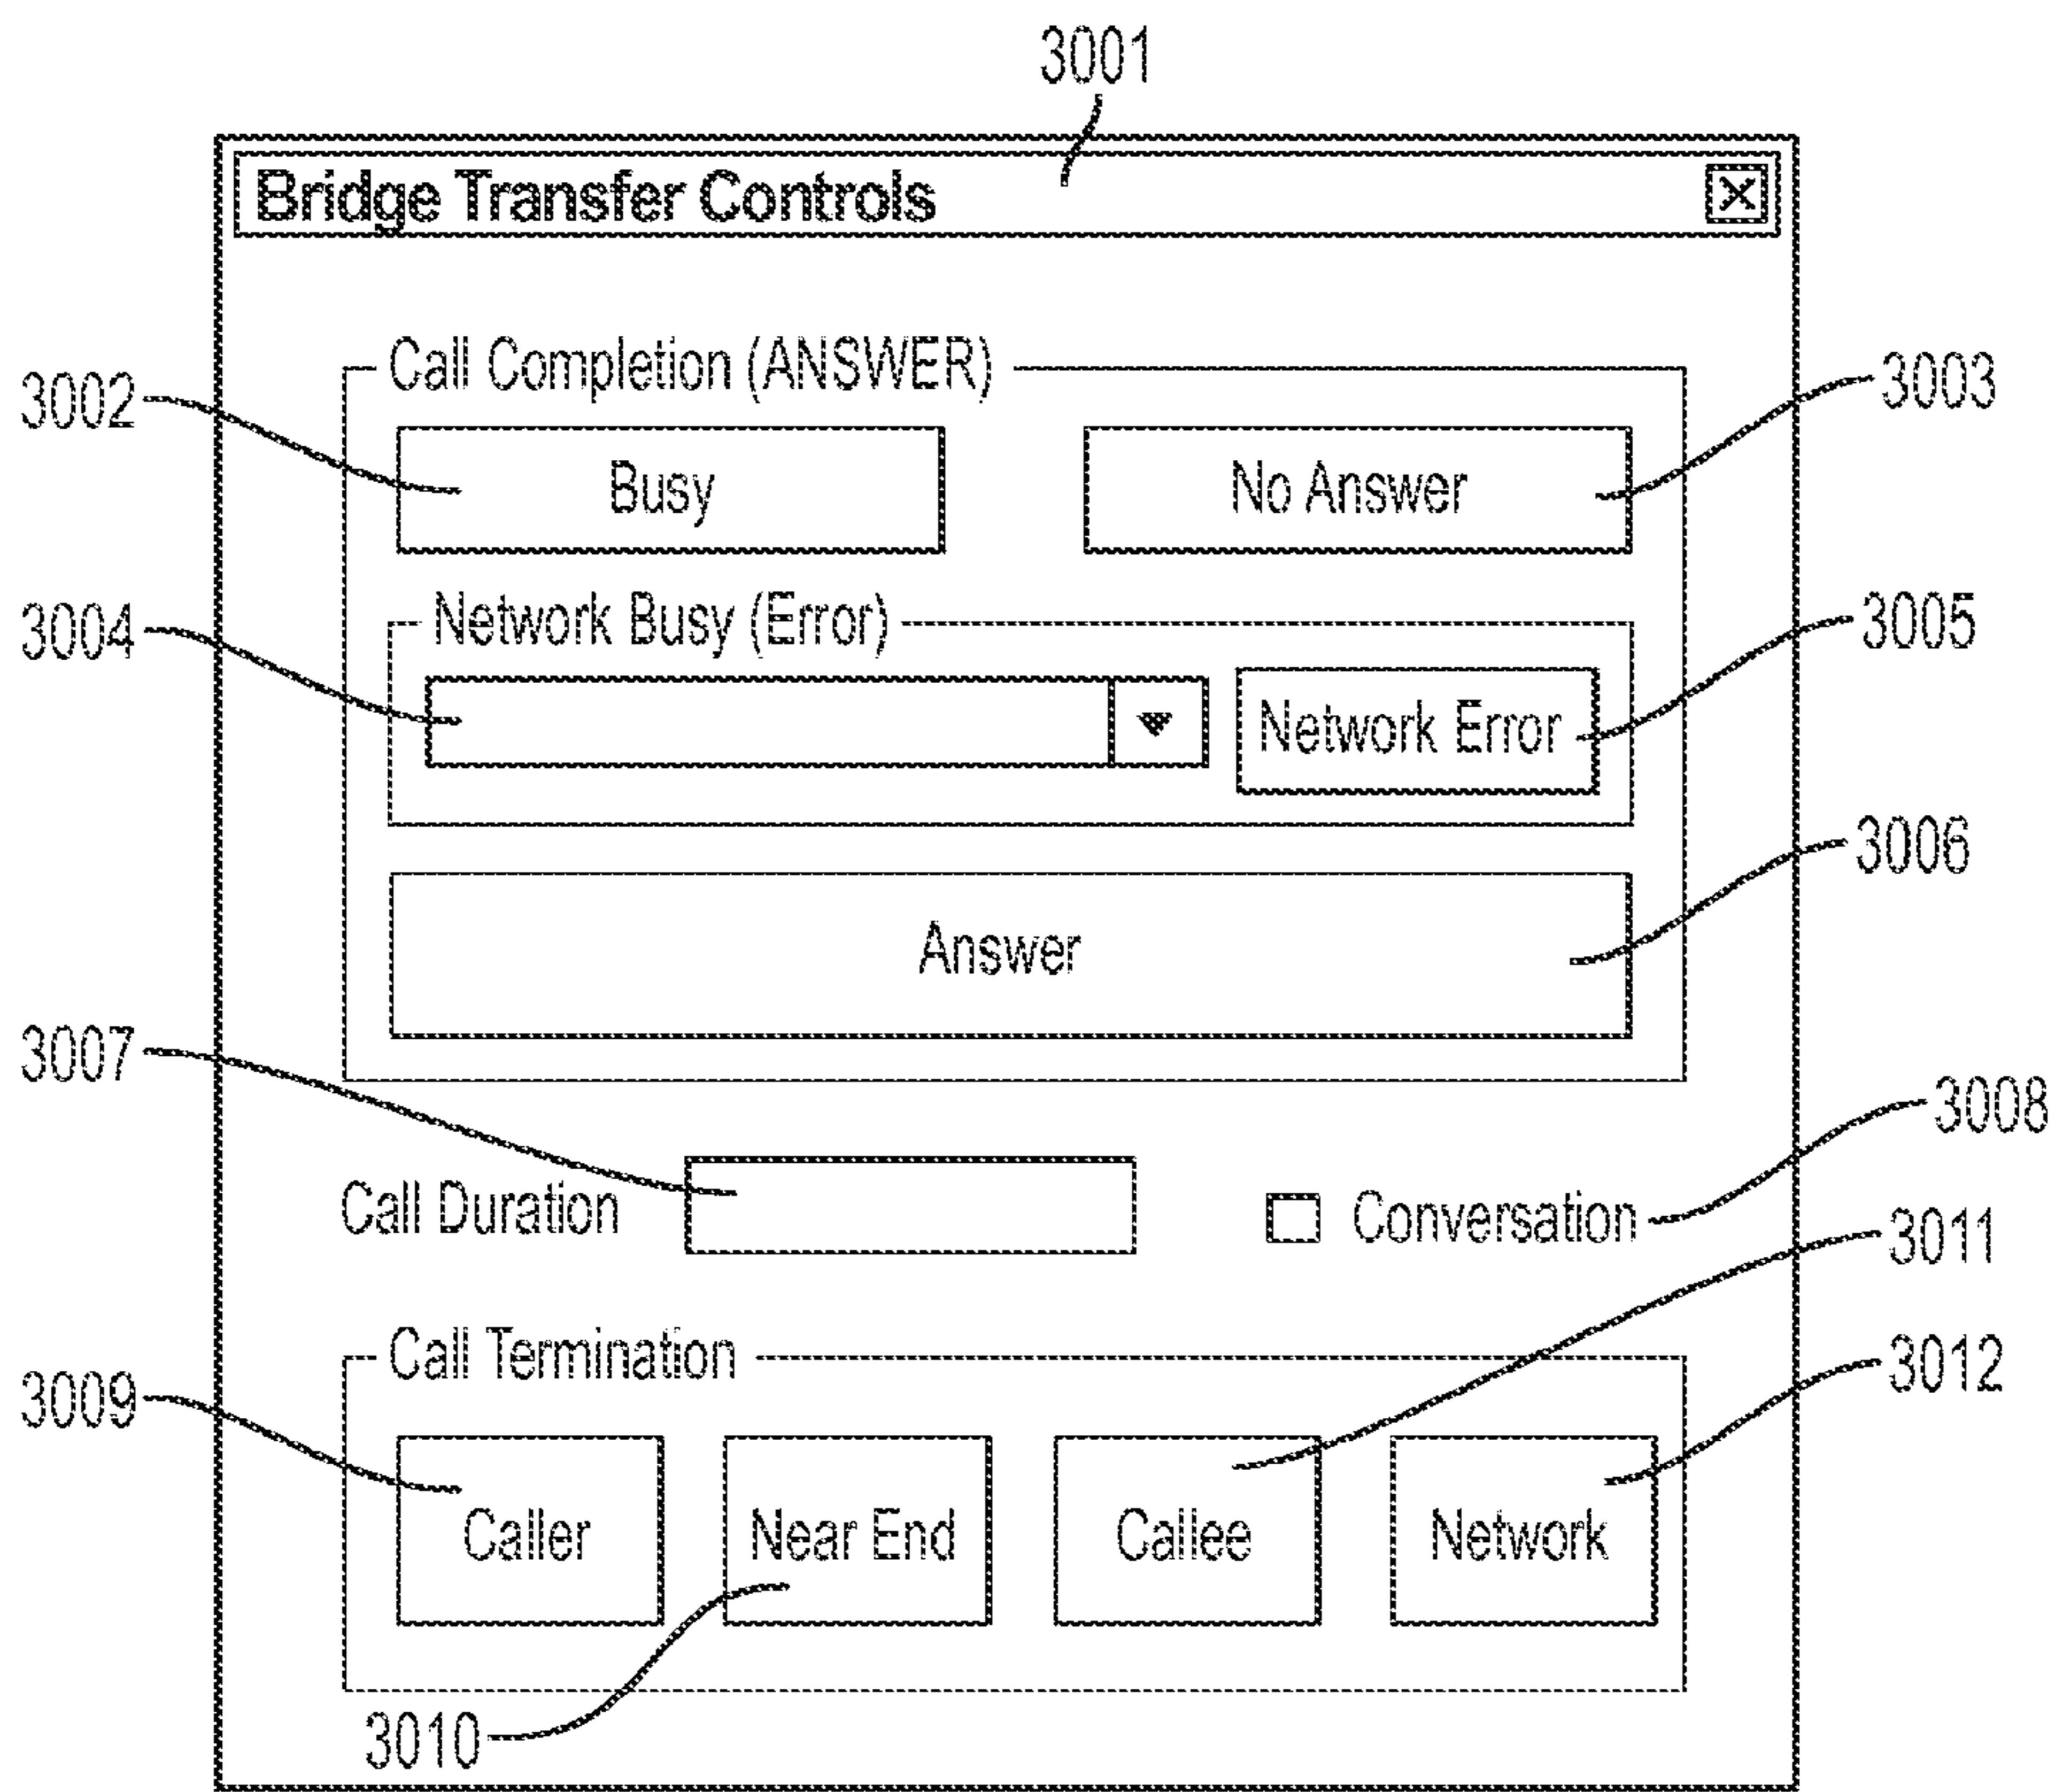 3001
Bridge Transfer Controls
Call Completion (ANSWER)
3002
3003
Busy
No Answer
3004
Network Busy (Error)
3005
Network Error
3006
Answer
3007
3008
Call Duration
Conversation
3011
Call Termination
3012
3009
Caller
Near End
Callee
Network
3010